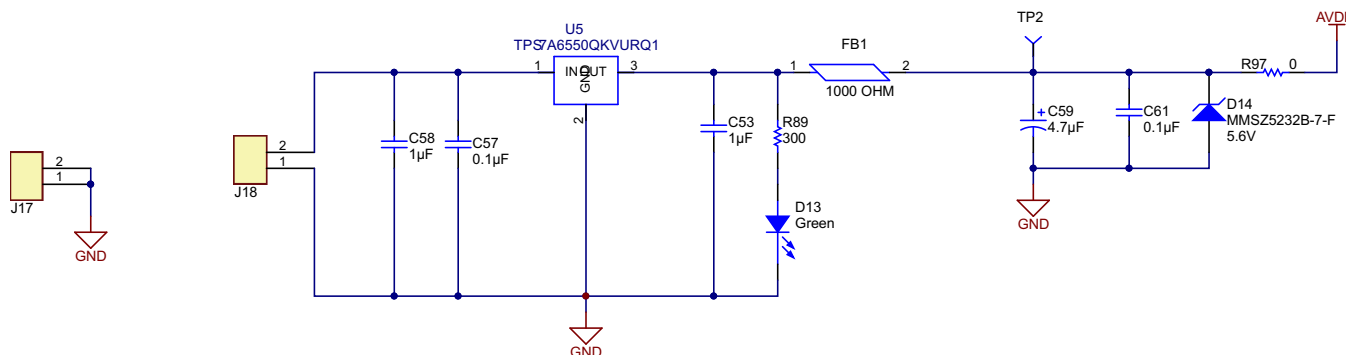 U5
TPS7A6550QKVURQ1
TP2
AVDD
FB1
1
IN
OUT
3
GND
2
1
2
1000 OHM
R97
0
C58
1µF
C57
0.1µF
C53
1µF
R89
300
C59
4.7µF
+
C61
0.1µF
D14
MMSZ5232B-7-F
5.6V
2
1
J18
2
1
J17
GND
D13
Green
GND
GND